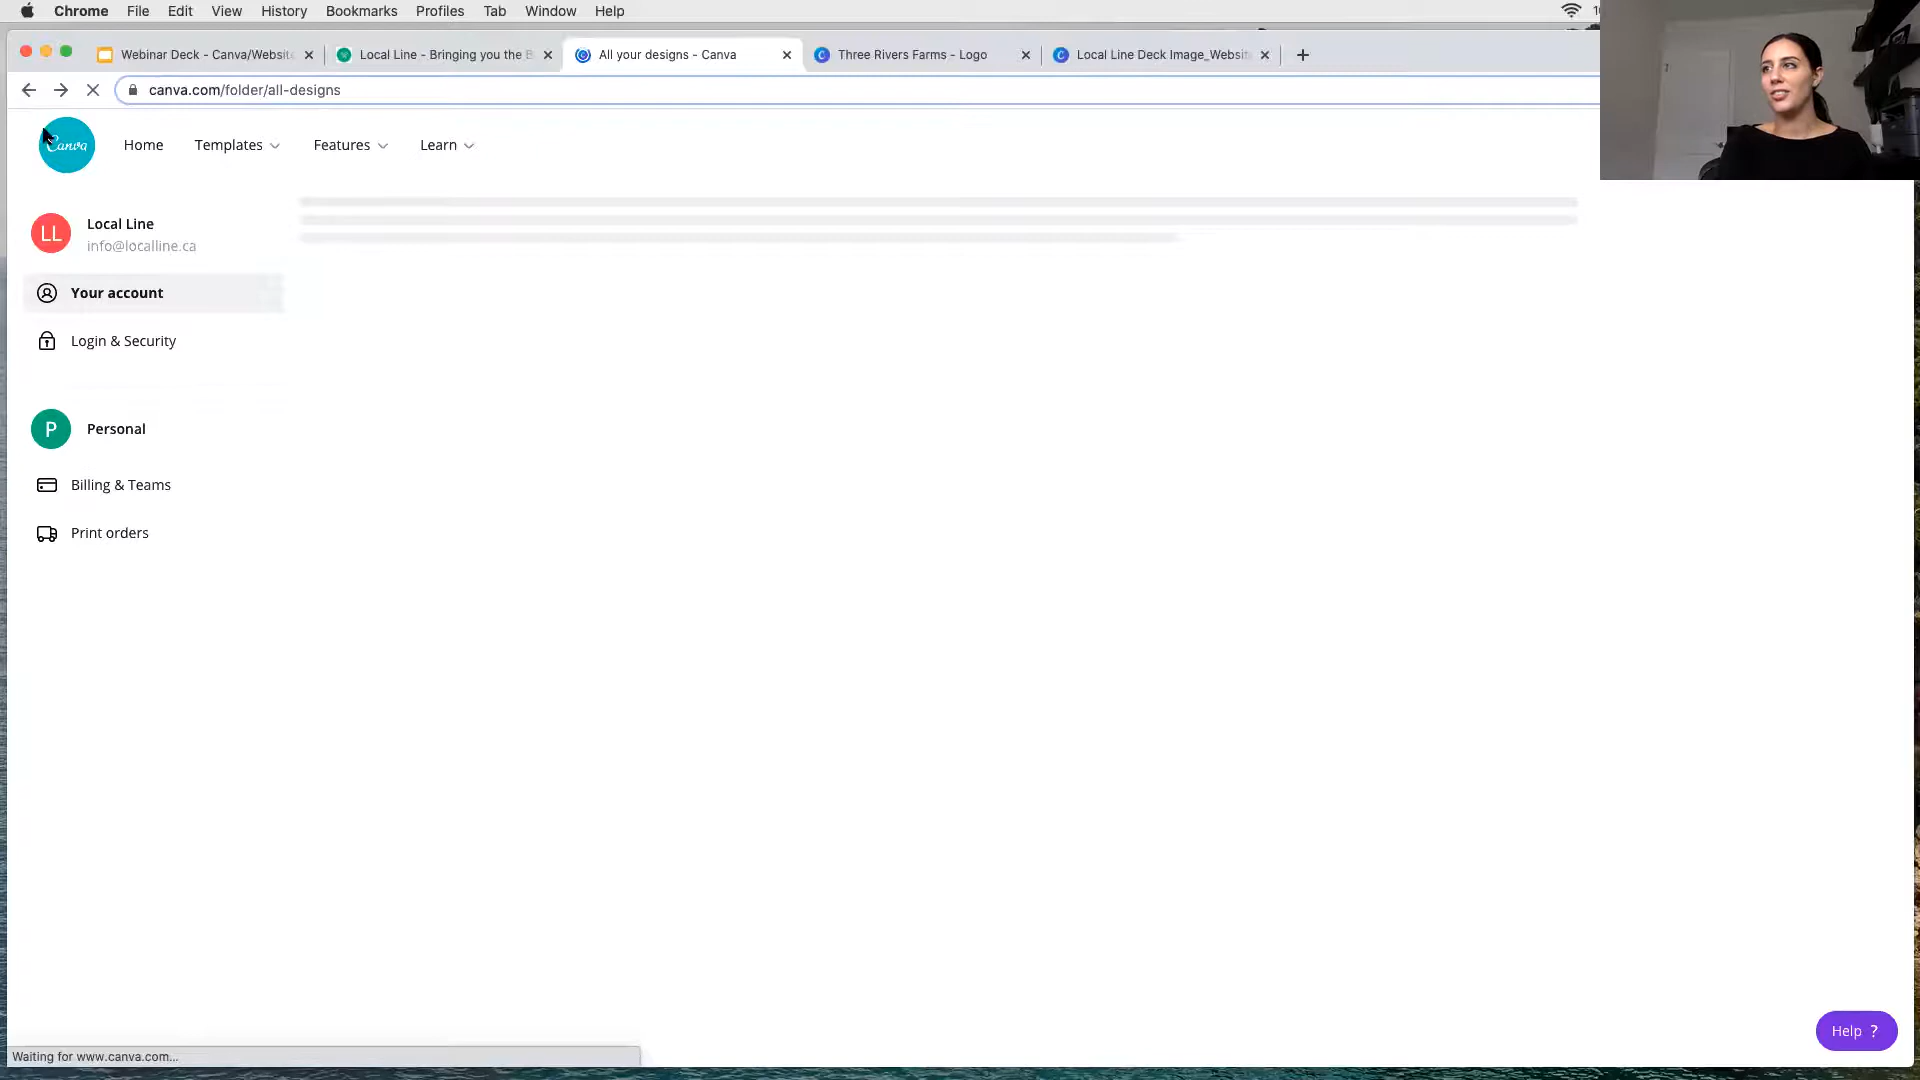 Chrome File Edit View History Bookmarks Profiles Tab Window Help
Webinar Deck - Canva/Website
Local Line - Bringing you the B
All your designs - Canva
Three Rivers Farms - Logo
Local Line Deck Image_Website
canva.com/folder/all-designs
Canva
Home
Templates
Features
Learn
LL
Local Line
info@localline.ca
Your account
Login & Security
P
Personal
Billing & Teams
Print orders
Help ?
Waiting for www.canva.com...